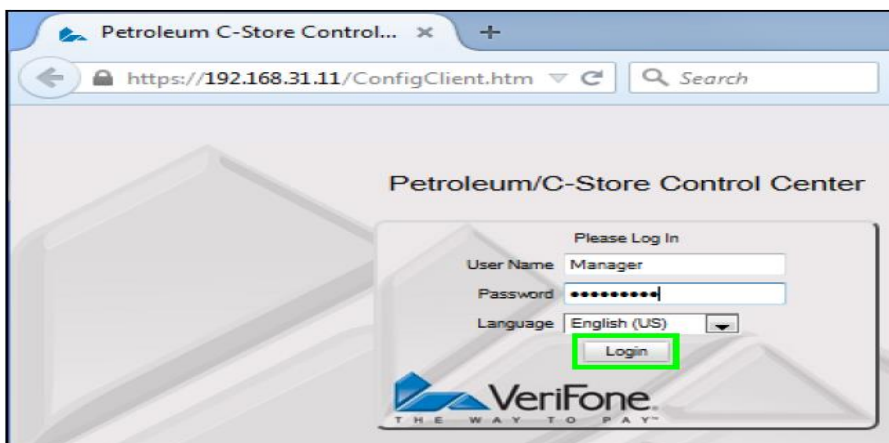 Petroleum C-Store Control... × +
https://192.168.31.11/ConfigClient.htm Search
Petroleum/C-Store Control Center
Please Log In
User Name Manager
Password •••••••••
Language English (US)
Login
VeriFone.
THE WAY TO PAY™